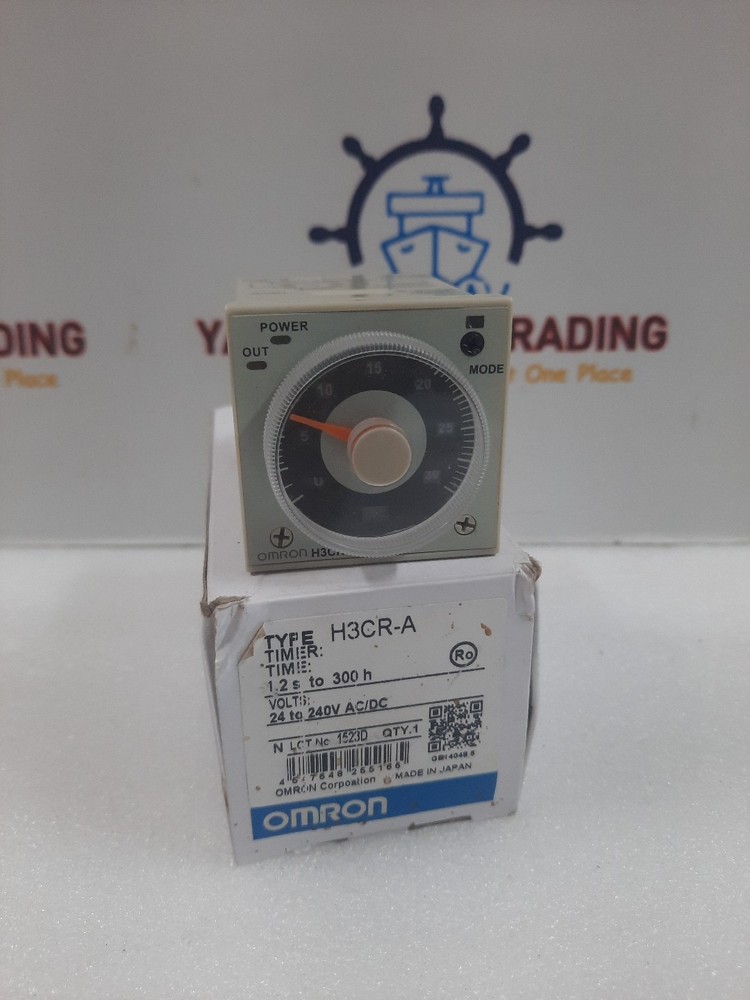 DING
Place
YA
RADING
One Place
POWER
OUT
MODE
0
5
10
15
20
25
30
OMRON H3CR
TYPE H3CR-A
TIMER:
TIME:
1.2 s to 300 h
VOLTS:
24 to 240V AC/DC
N LOT No 1523D QTY.1
OMRON Corporation MADE IN JAPAN
OMRON